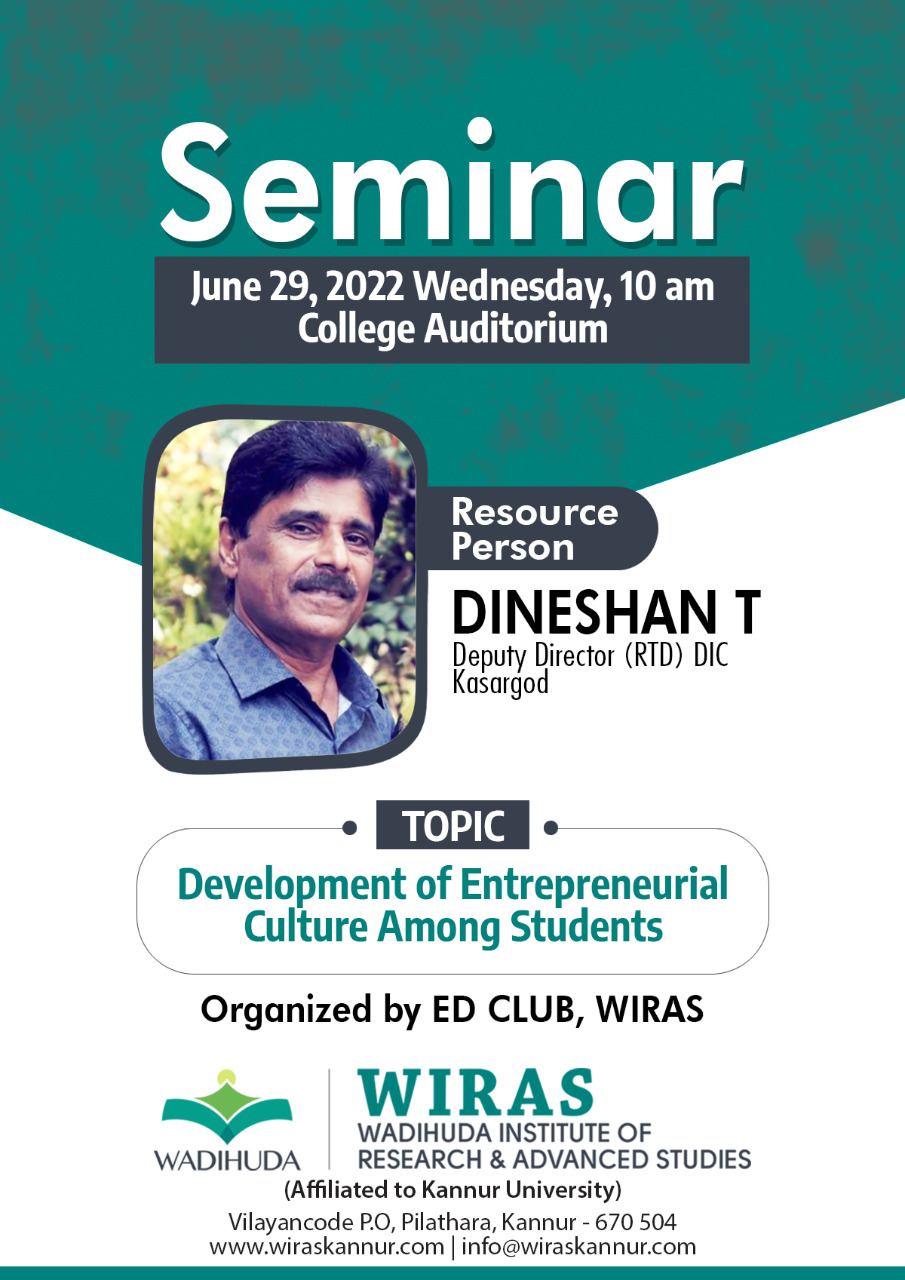 Seminar
June 29, 2022 Wednesday, 10 am
College Auditorium
Resource
Person
DINESHAN T
Deputy Director (RTD) DIC
Kasargod
TOPIC
Development of Entrepreneurial
Culture Among Students
Organized by ED CLUB, WIRAS
WADIHUDA
WIRAS
WADIHUDA INSTITUTE OF
RESEARCH & ADVANCED STUDIES
(Affiliated to Kannur University)
Vilayancode P.O, Pilathara, Kannur - 670 504
www.wiraskannur.com | info@wiraskannur.com